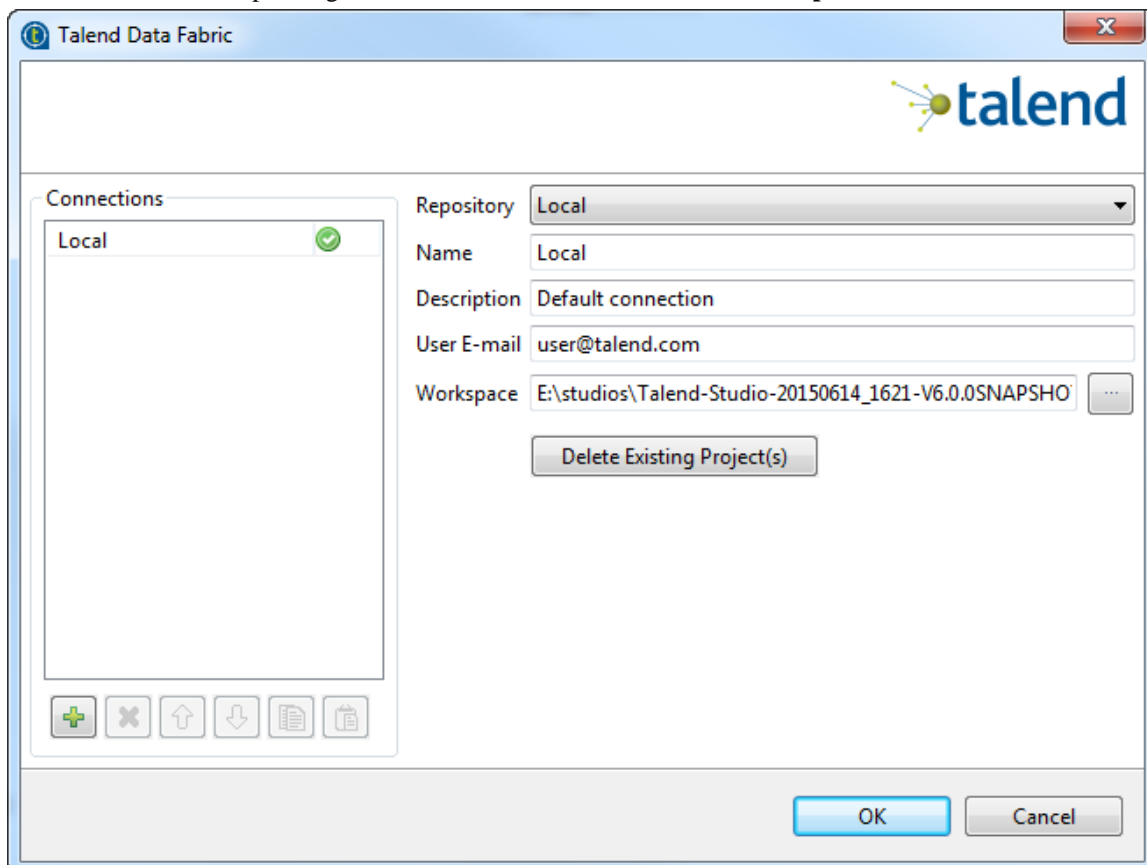 Talend Data Fabric
talend
Connections
Local
Repository Local
Name Local
Description Default connection
User E-mail user@talend.com
Workspace E:\studios\Talend-Studio-20150614_1621-V6.0.0SNAPSHO
...
Delete Existing Project(s)
OK Cancel